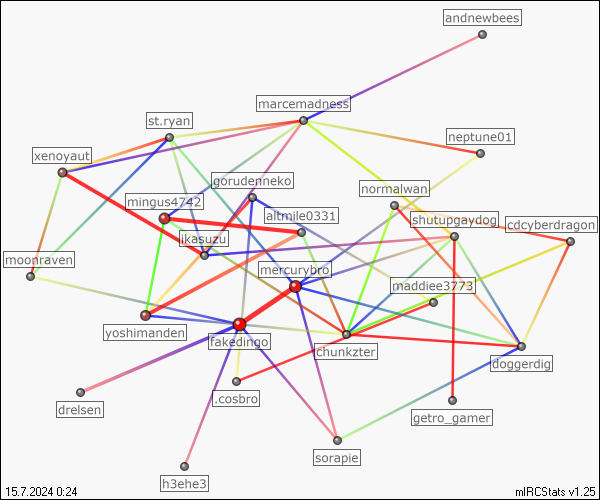 andnewbees
marcemadness
st.ryan
neptune01
xenoyaut
gorudenneko
normalwan
mingus4742
altmile0331
shutupgaydog
cdcyberdragon
ikasuzu
moonraven
mercurybro
maddiee3773
yoshimanden
fakedingo
chunkzter
doggerdig
drelsen
.cosbro
getro_gamer
sorapie
h3ehe3
15.7.2024 0:24
mIRCStats v1.25